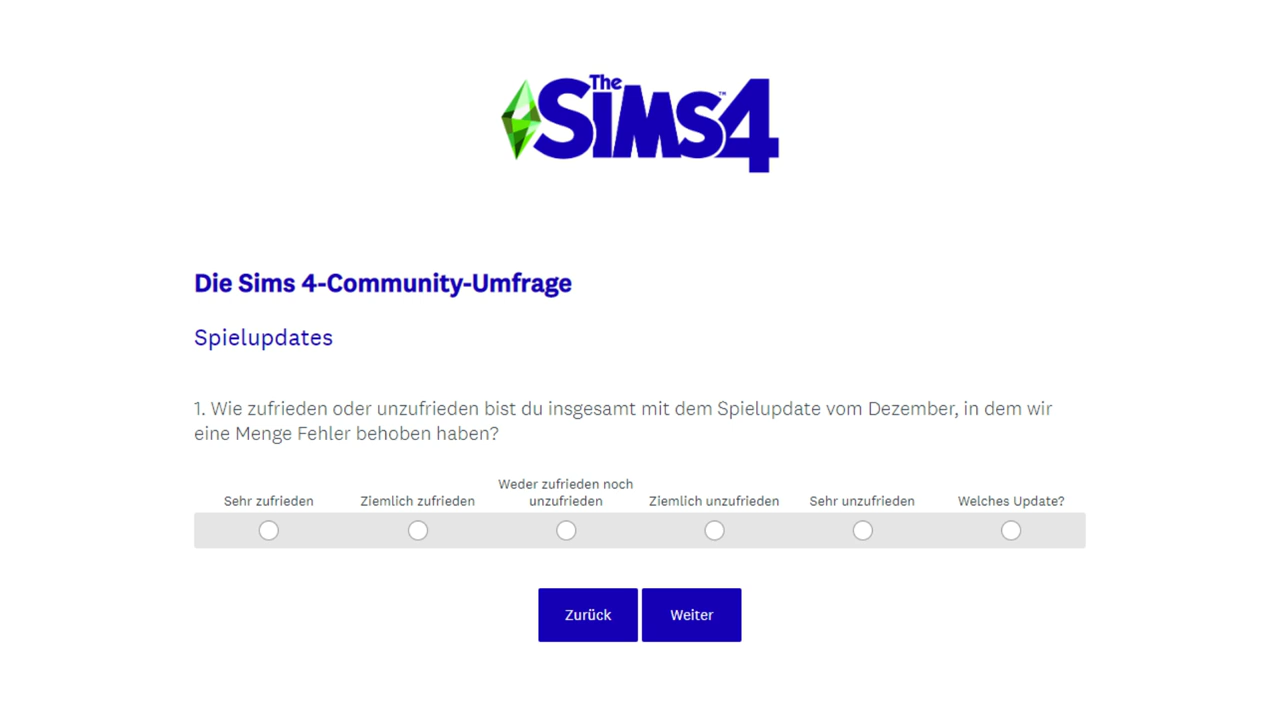 The Sims 4™
Die Sims 4-Community-Umfrage
Spielupdates
1. Wie zufrieden oder unzufrieden bist du insgesamt mit dem Spielupdate vom Dezember, in dem wir
eine Menge Fehler behoben haben?
Sehr zufrieden
Ziemlich zufrieden
Weder zufrieden noch
unzufrieden
Ziemlich unzufrieden
Sehr unzufrieden
Welches Update?
Zurück
Weiter